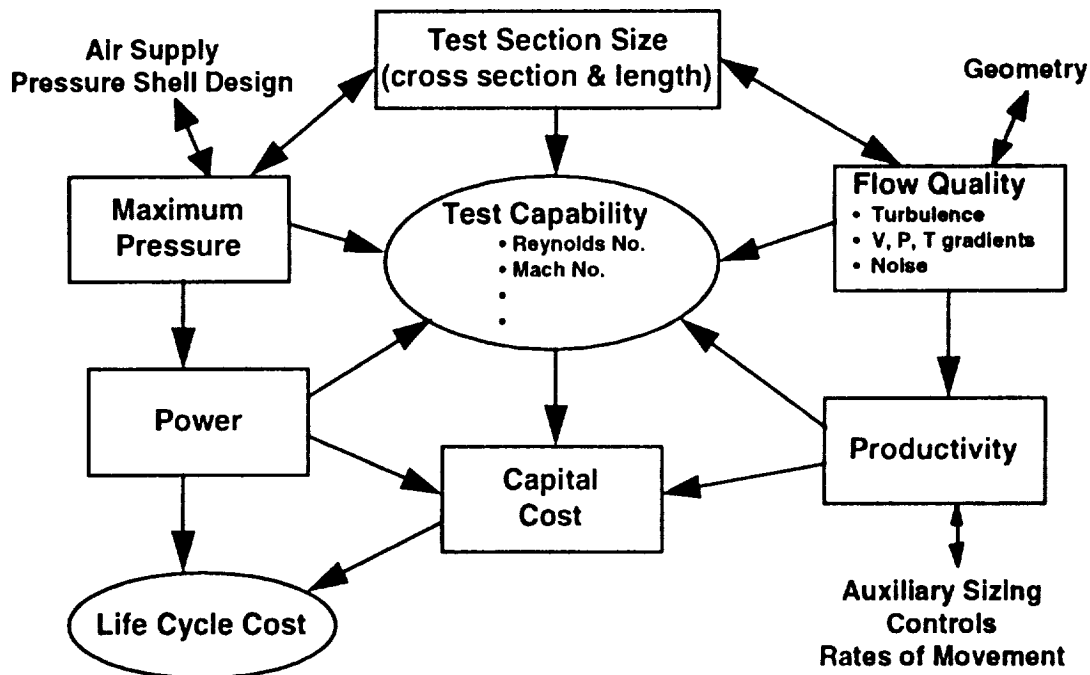 Air Supply
Pressure Shell Design
Test Section Size
(cross section & length)
Geometry
Maximum
Pressure
Test Capability
• Reynolds No.
• Mach No.
•
•
Flow Quality
• Turbulence
• V, P, T gradients
• Noise
Power
Capital
Cost
Productivity
Life Cycle Cost
Auxiliary Sizing
Controls
Rates of Movement